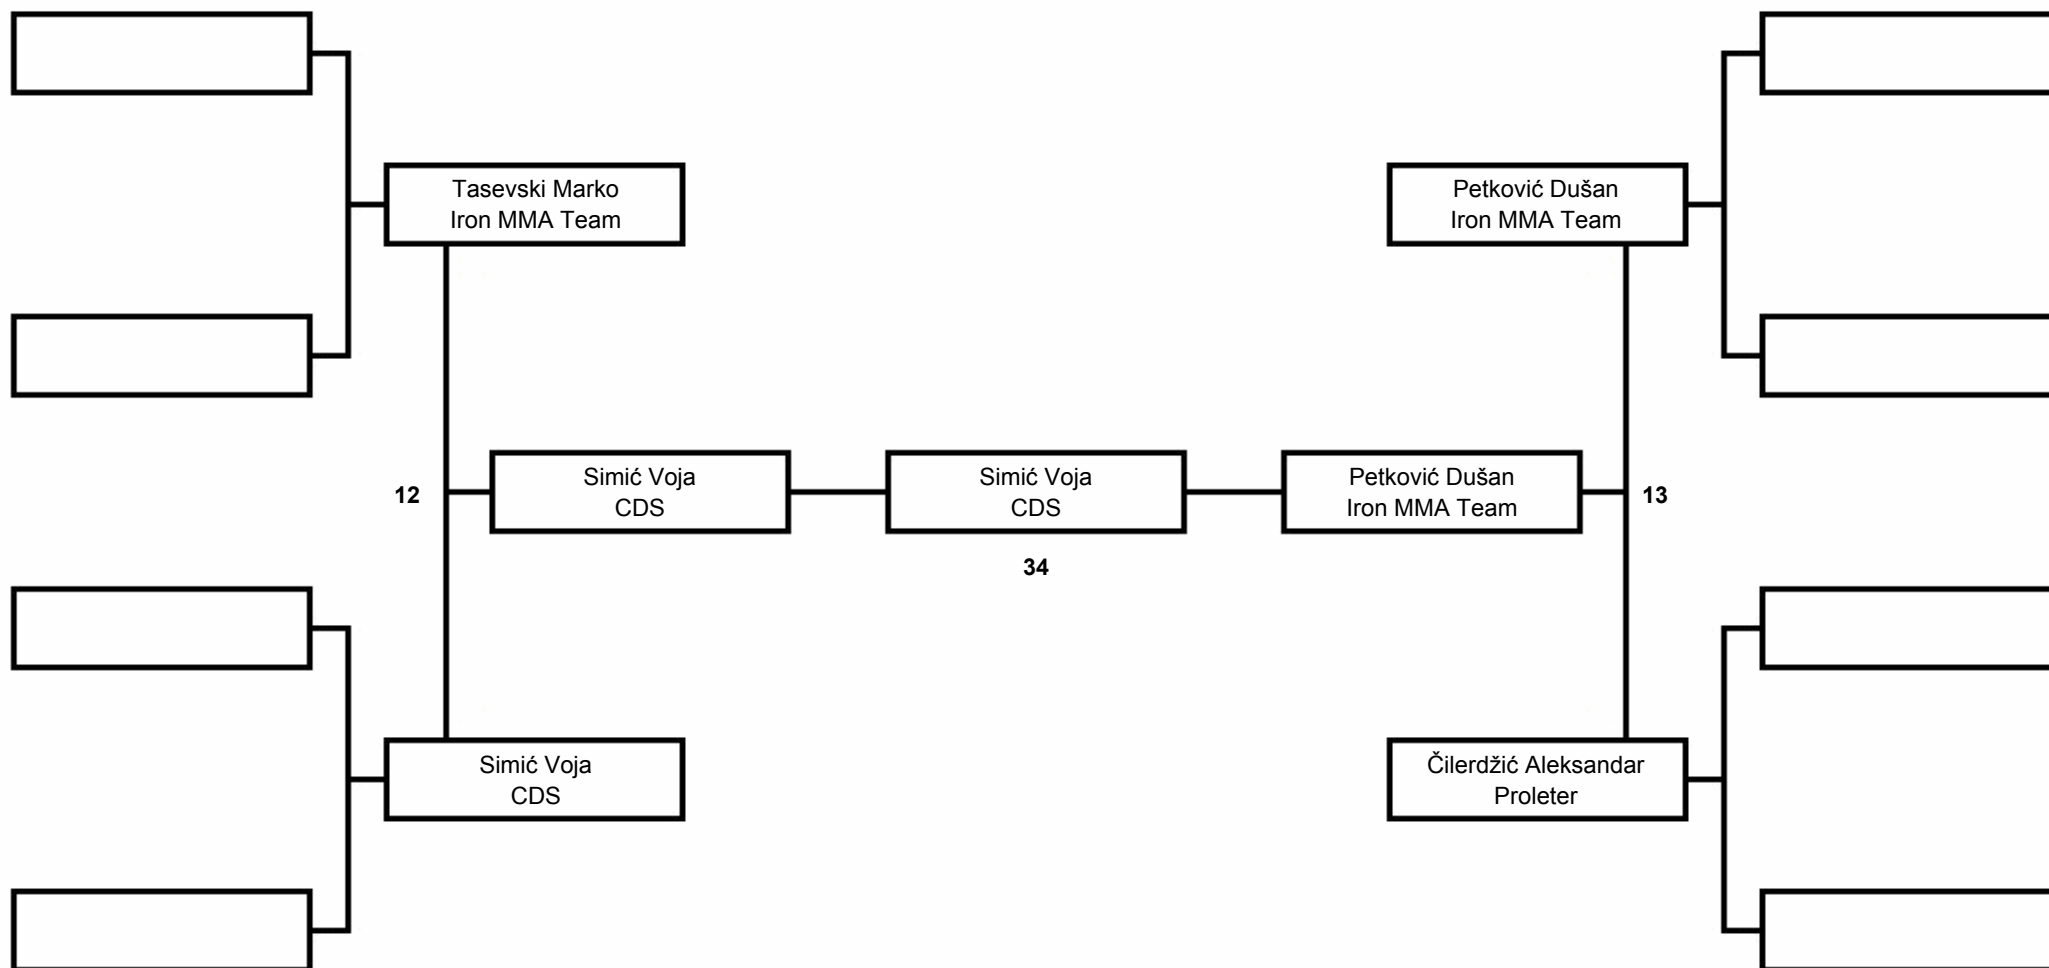 Tasevski Marko
Iron MMA Team
Petković Dušan
Iron MMA Team
12
Simić Voja
CDS
Simić Voja
CDS
34
Petković Dušan
Iron MMA Team
13
Simić Voja
CDS
Čilerdžić Aleksandar
Proleter